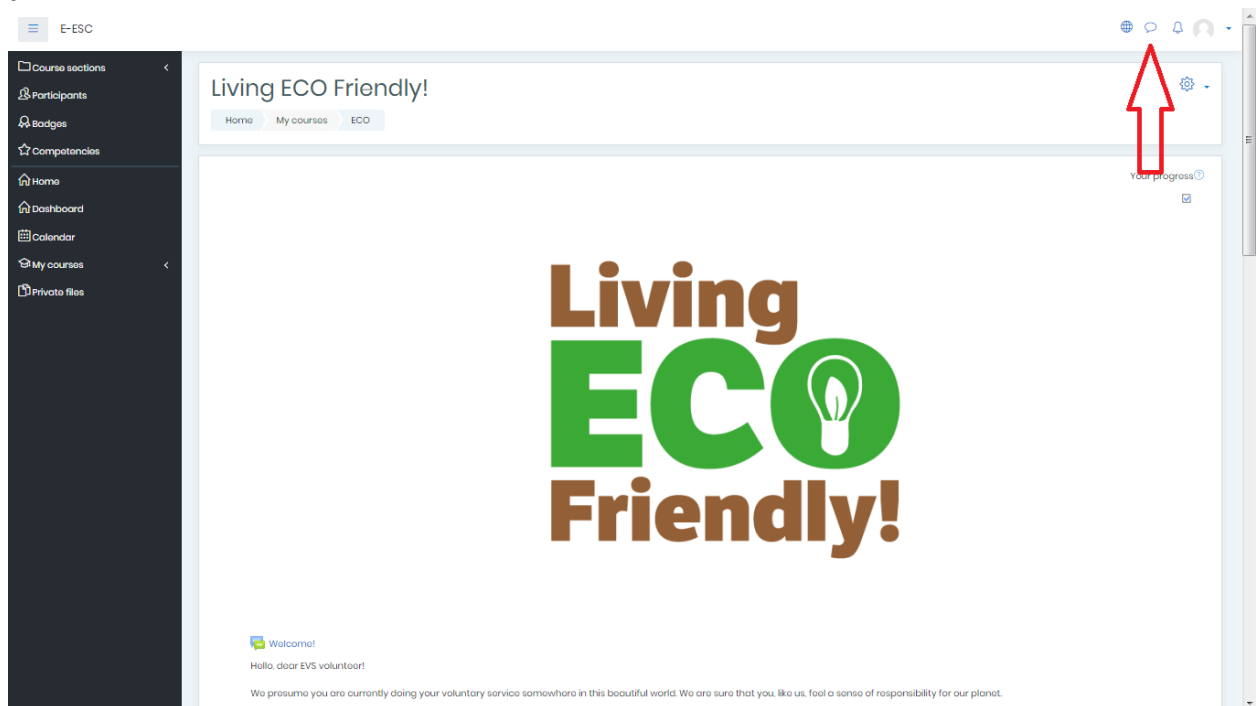 E-ESC
Course sections
Participants
Badges
Competencies
Home
Dashboard
Calendar
My courses
Private files
Living ECO Friendly!
Home My courses ECO
Your progress
Living
ECO
Friendly!
Welcome!
Hello, dear EVS volunteer!
We presume you are currently doing your voluntary service somewhere in this beautiful world. We are sure that you, like us, feel a sense of responsibility for our planet.